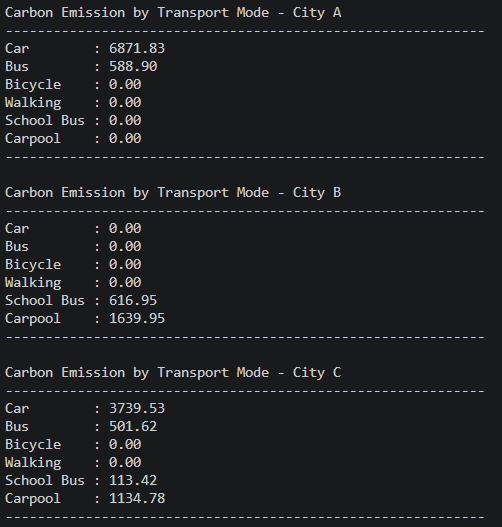 Carbon Emission by Transport Mode - City A
------------------------------------------------------------
Car        : 6871.83
Bus        : 588.90
Bicycle    : 0.00
Walking    : 0.00
School Bus : 0.00
Carpool    : 0.00
------------------------------------------------------------
Carbon Emission by Transport Mode - City B
------------------------------------------------------------
Car        : 0.00
Bus        : 0.00
Bicycle    : 0.00
Walking    : 0.00
School Bus : 616.95
Carpool    : 1639.95
------------------------------------------------------------
Carbon Emission by Transport Mode - City C
------------------------------------------------------------
Car        : 3739.53
Bus        : 501.62
Bicycle    : 0.00
Walking    : 0.00
School Bus : 113.42
Carpool    : 1134.78
------------------------------------------------------------